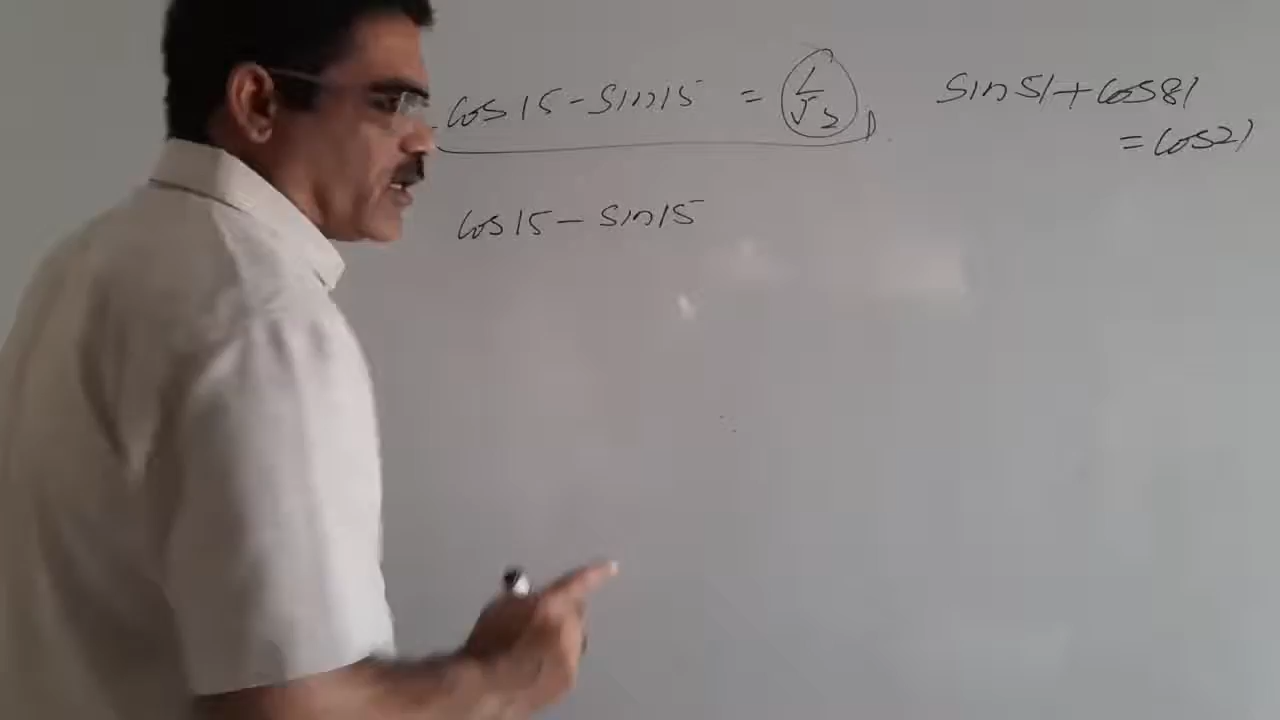 cos 15 - sin 15 = 1/√2
sin 51 + cos 81
= cos 21
cos 15 - sin 15